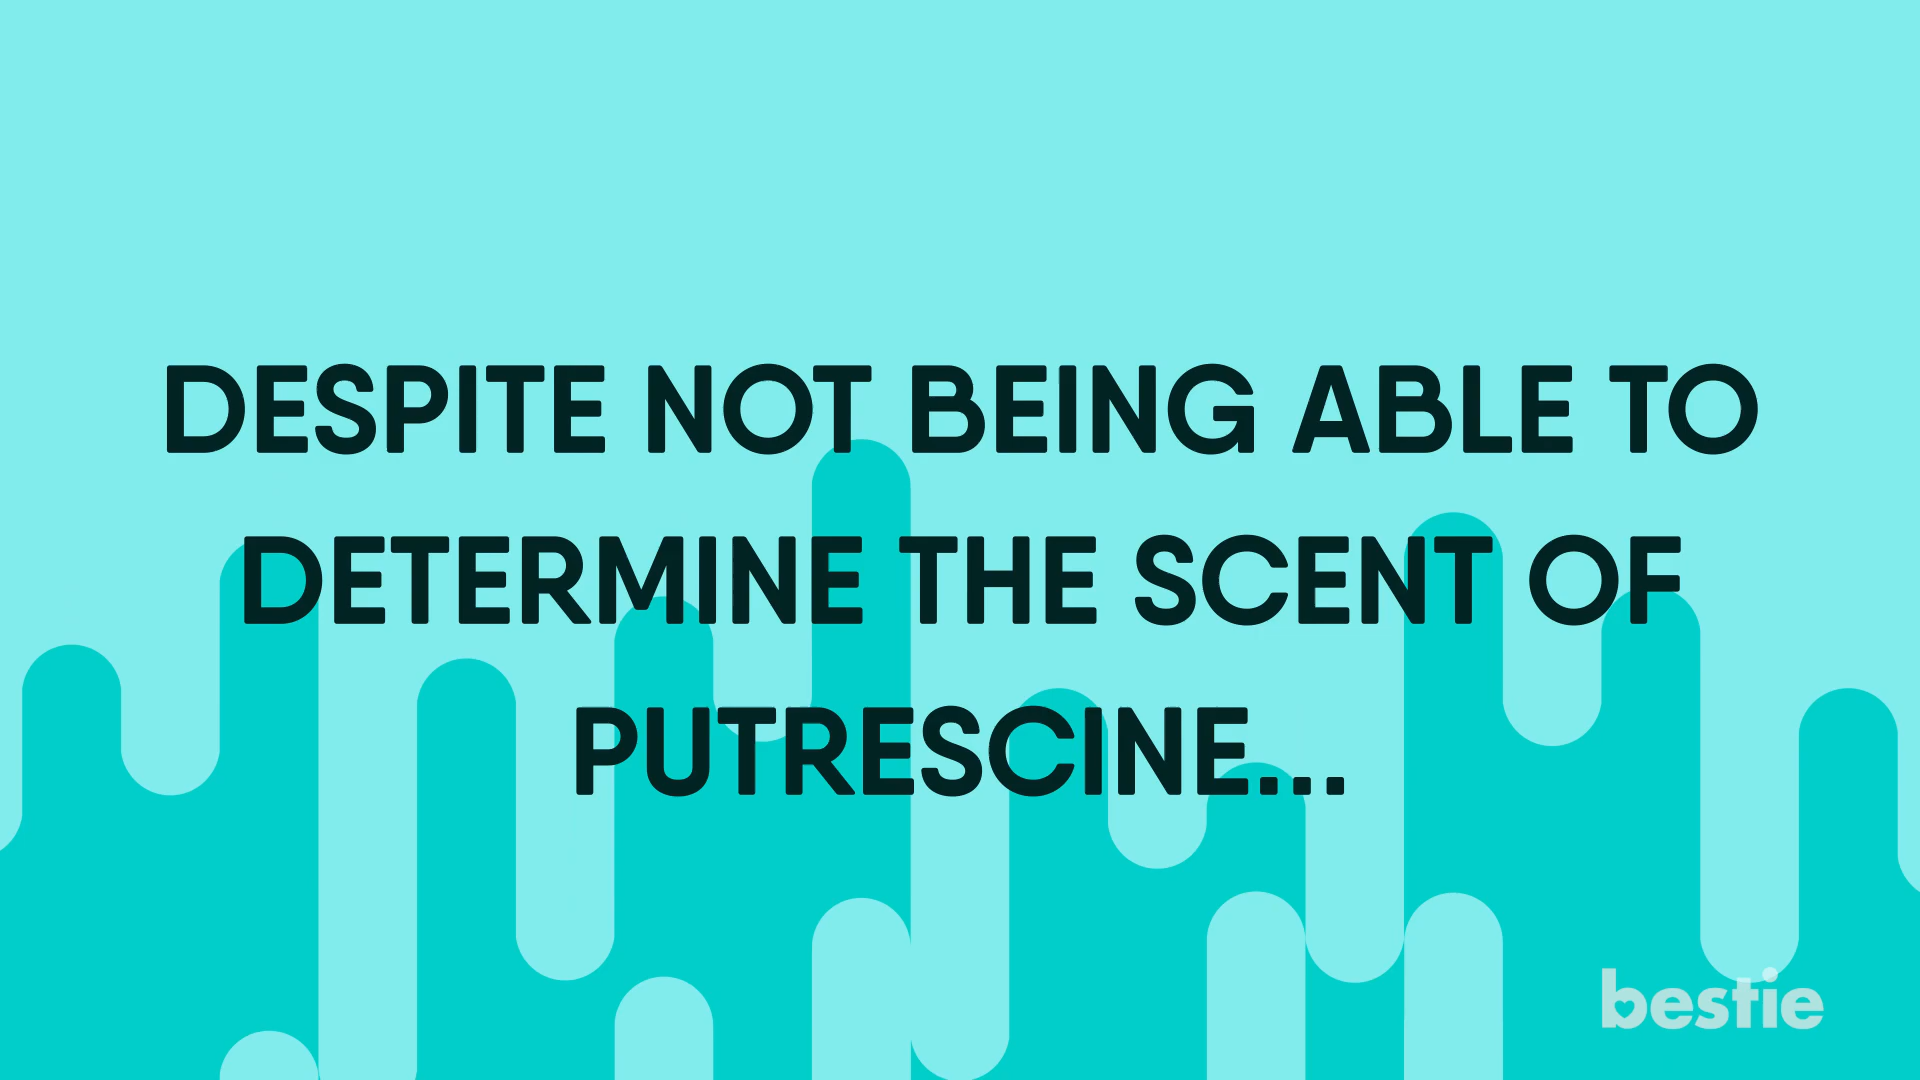 DESPITE NOT BEING ABLE TO
DETERMINE THE SCENT OF
PUTRESCINE...
bestie